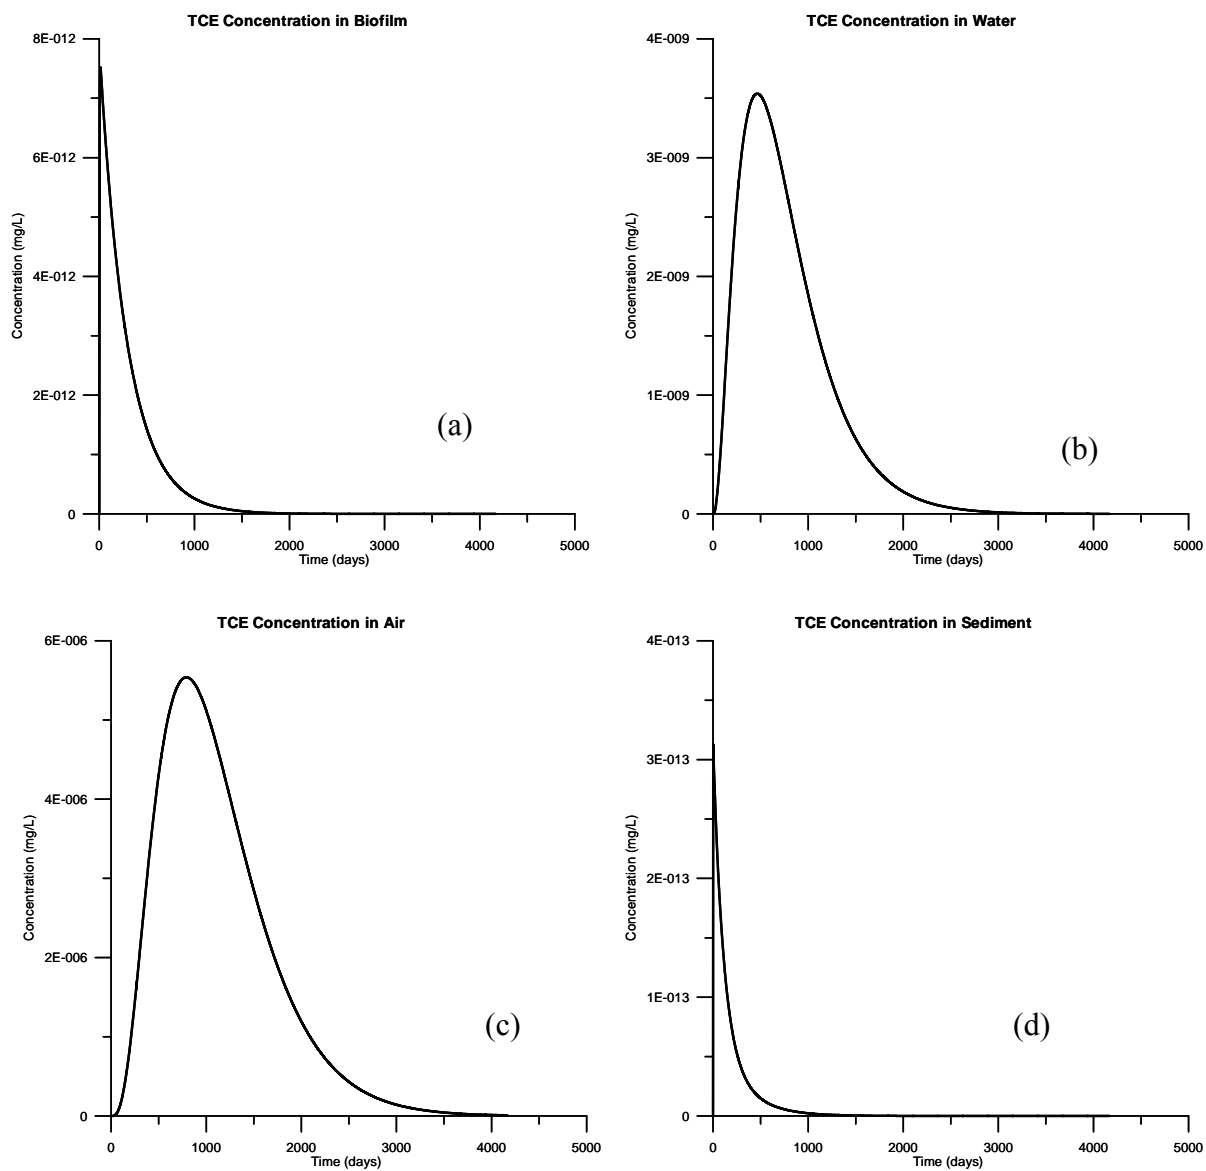 TCE Concentration in Biofilm
8E-012
6E-012
4E-012
2E-012
0
Concentration (mg/L)
(a)
0 1000 2000 3000 4000 5000
Time (days)
TCE Concentration in Water
4E-009
3E-009
2E-009
1E-009
0
Concentration (mg/L)
(b)
0 1000 2000 3000 4000 5000
Time (days)
TCE Concentration in Air
6E-006
4E-006
2E-006
0
Concentration (mg/L)
(c)
0 1000 2000 3000 4000 5000
Time (days)
TCE Concentration in Sediment
4E-013
3E-013
2E-013
1E-013
0
Concentration (mg/L)
(d)
0 1000 2000 3000 4000 5000
Time (days)